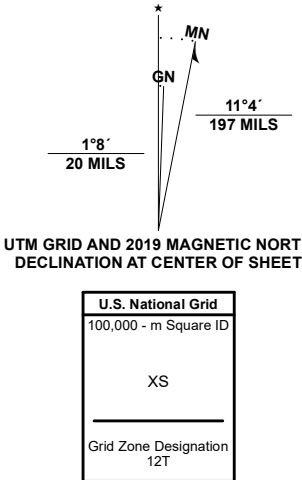 ★
MN
GN
11°4´
197 MILS
1°8´
20 MILS
UTM GRID AND 2019 MAGNETIC NORT
DECLINATION AT CENTER OF SHEET
U.S. National Grid
100,000 - m Square ID
XS
Grid Zone Designation
12T